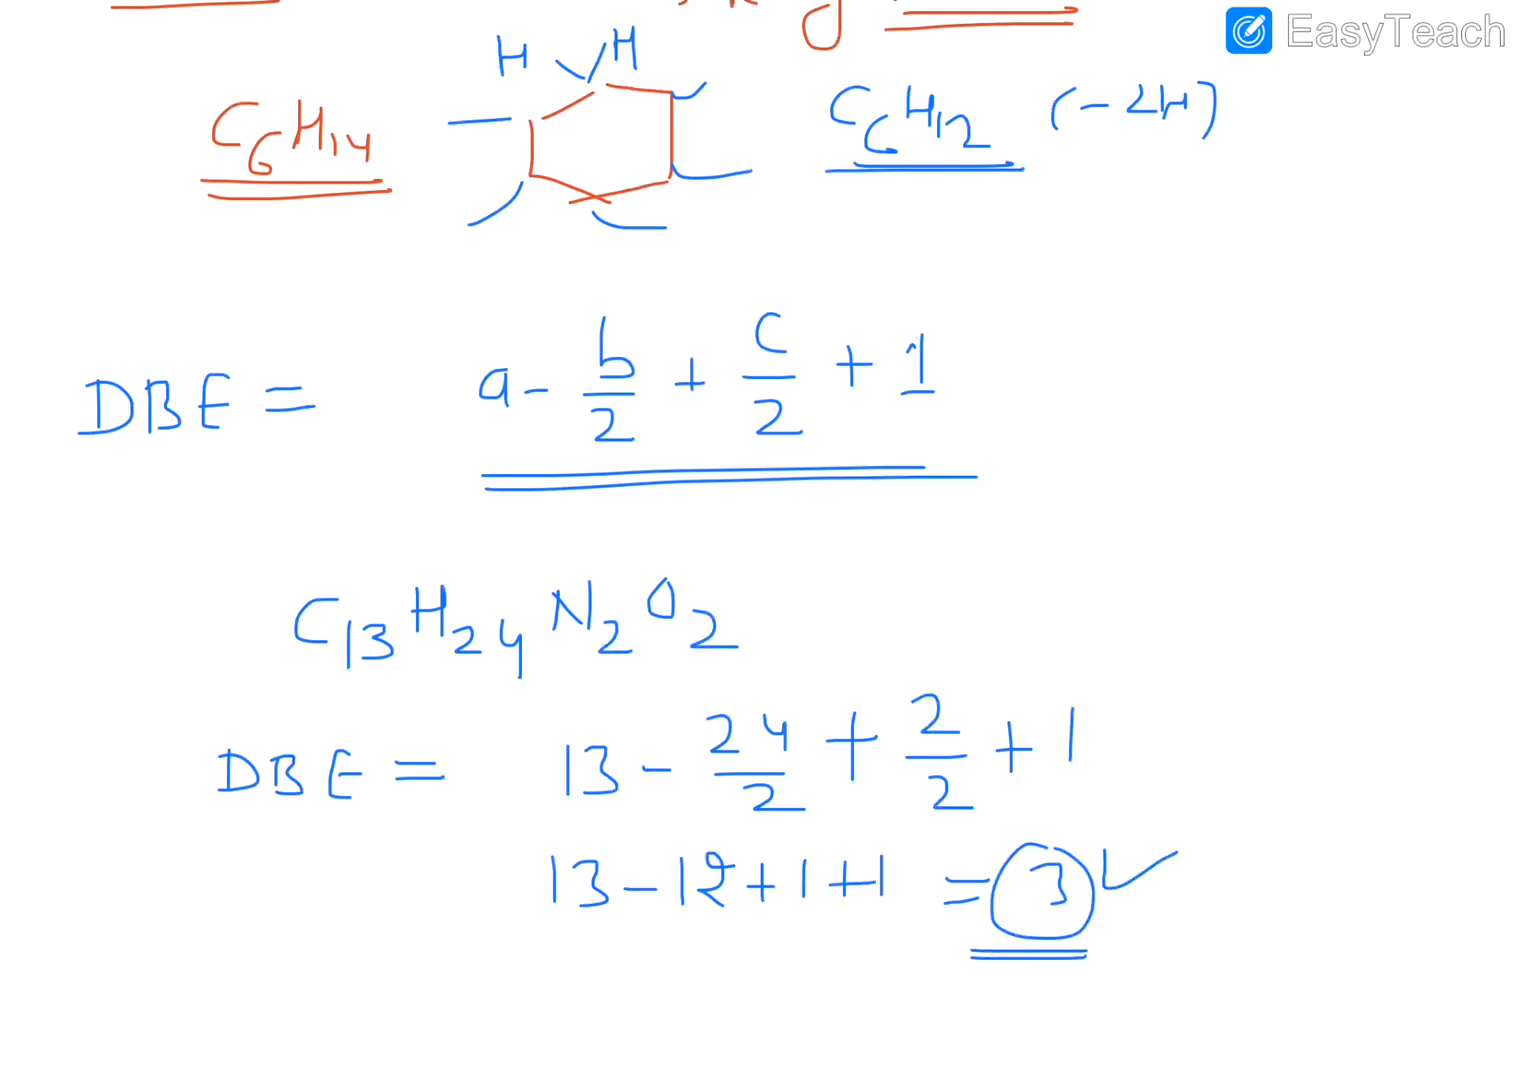 EasyTeach
H H
C₆H₁₄ C₆H₁₂ (-2H)
DBE = a - b/2 + c/2 + 1
C₁₃H₂₄N₂O₂
DBE = 13 - 24/2 + 2/2 + 1
13 - 12 + 1 + 1 = 3 ✓